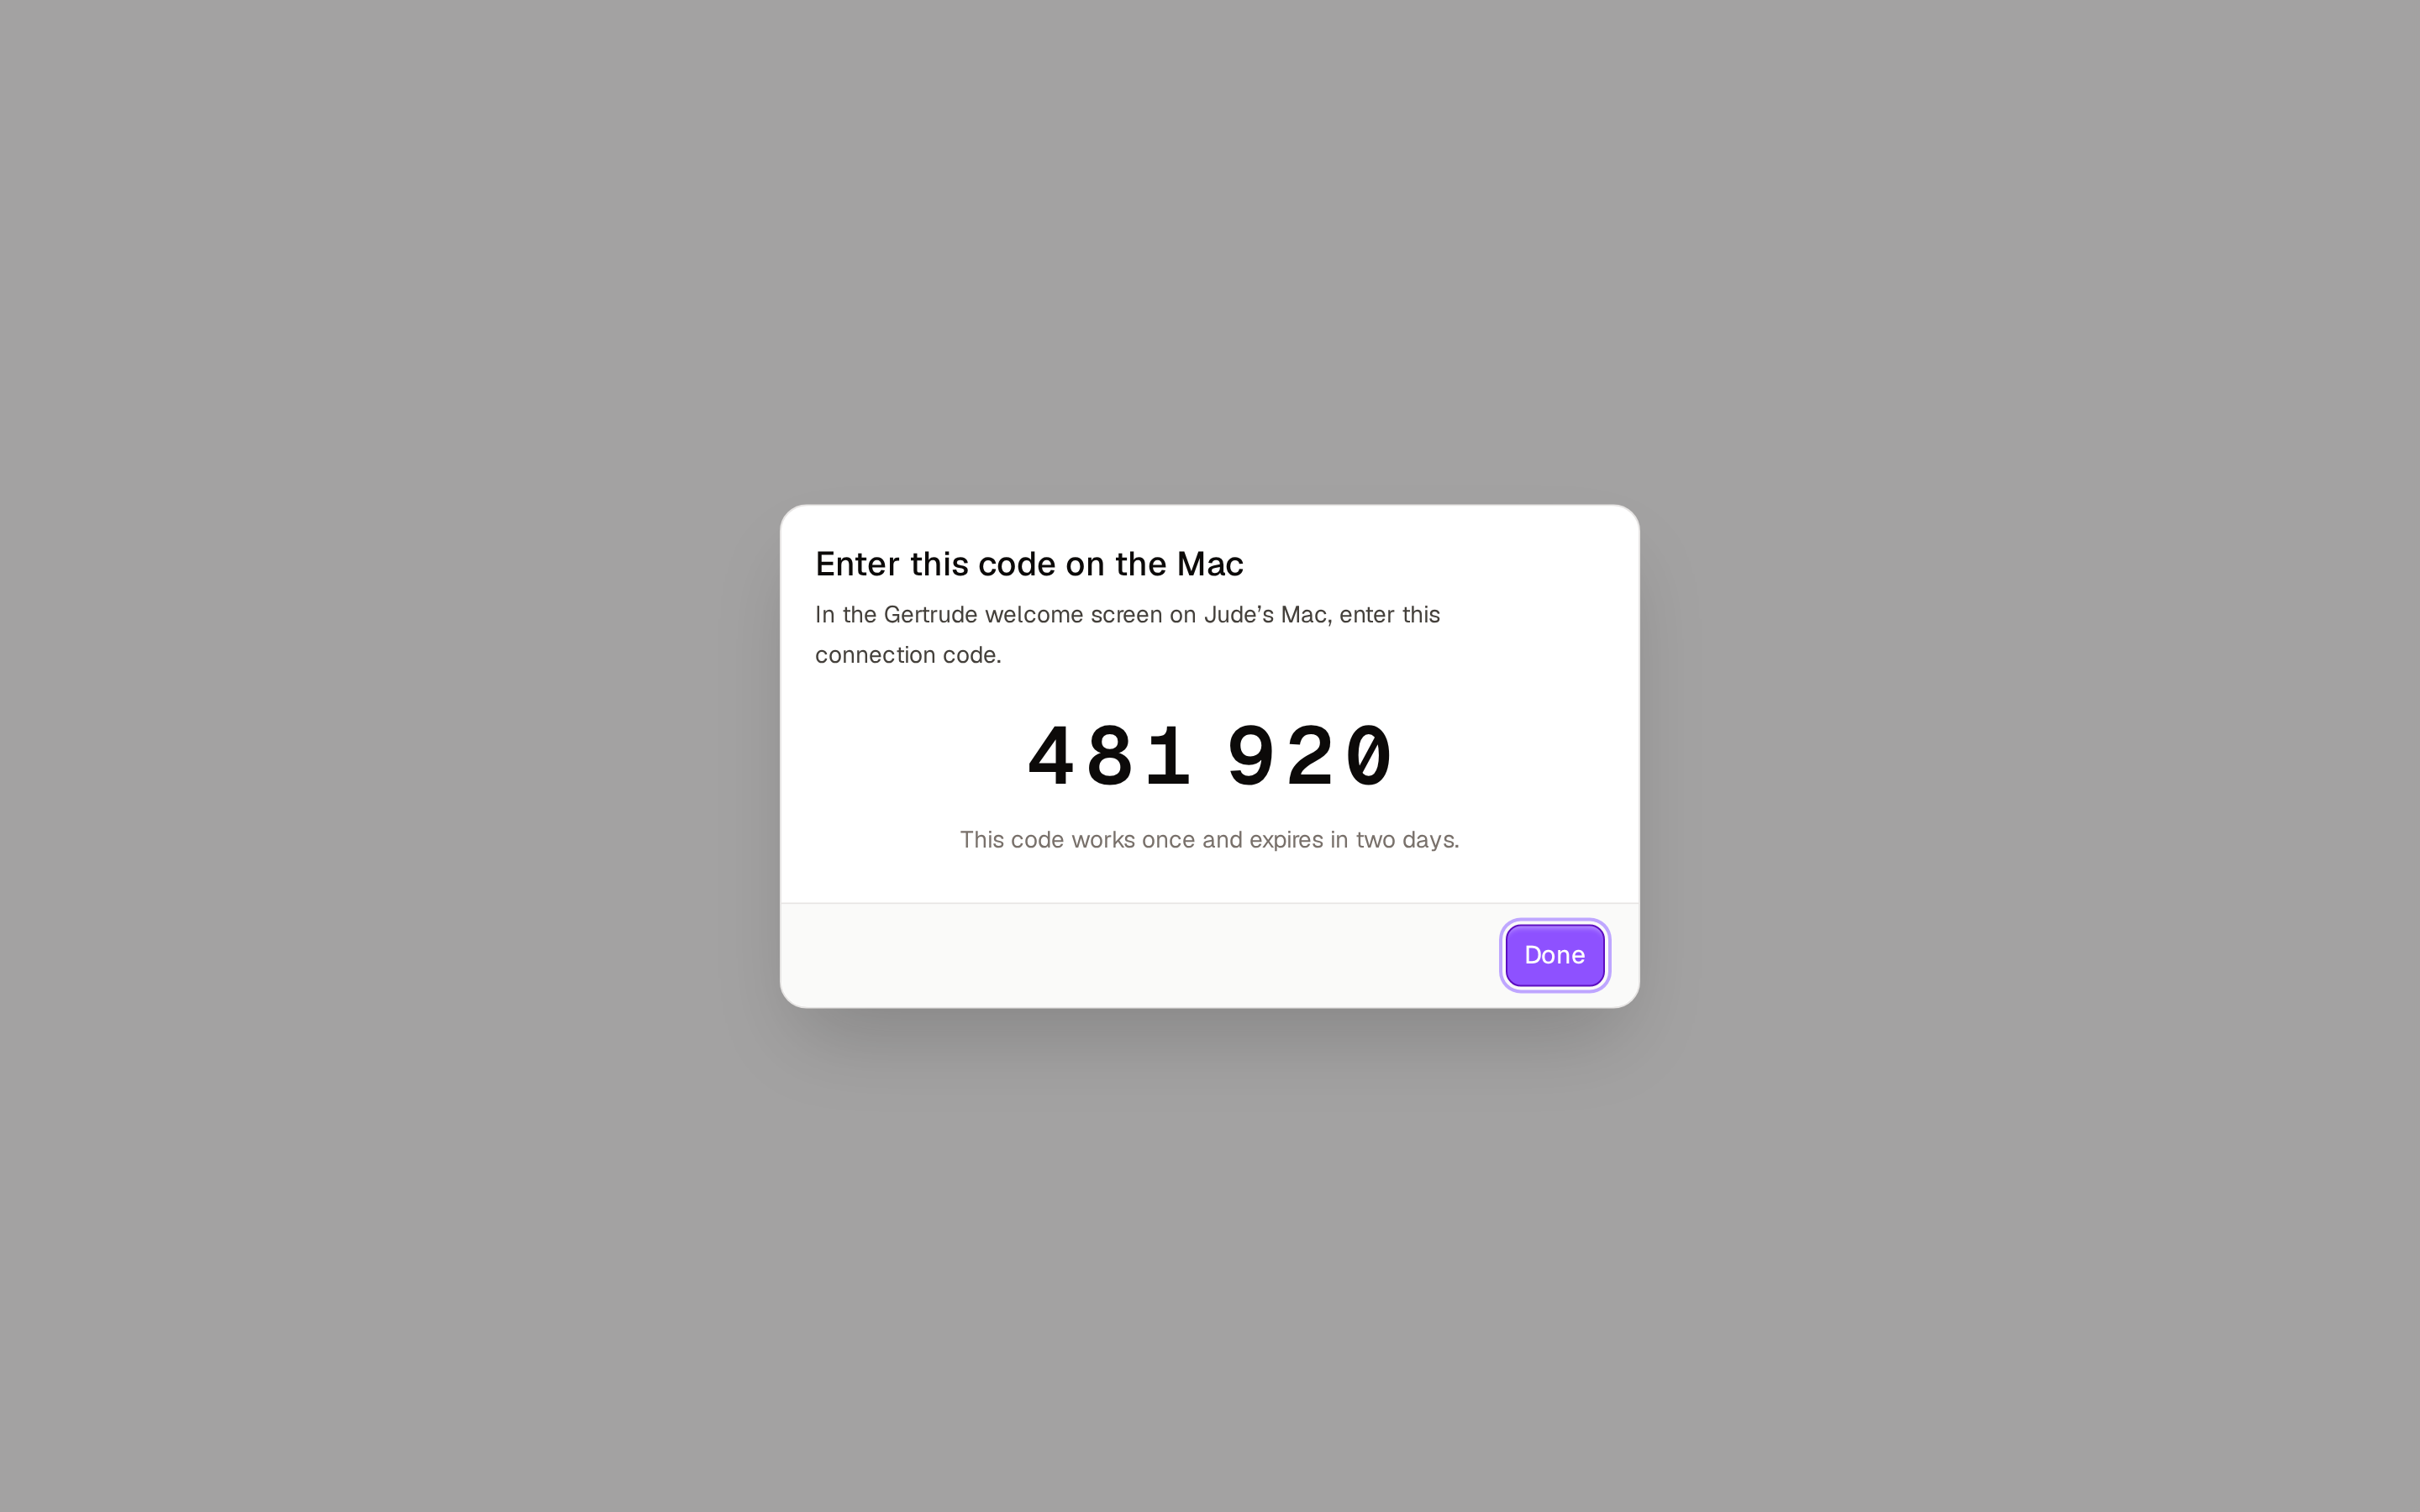 Enter this code on the Mac
In the Gertrude welcome screen on Jude’s Mac, enter this
connection code.
481 920
This code works once and expires in two days.
Done